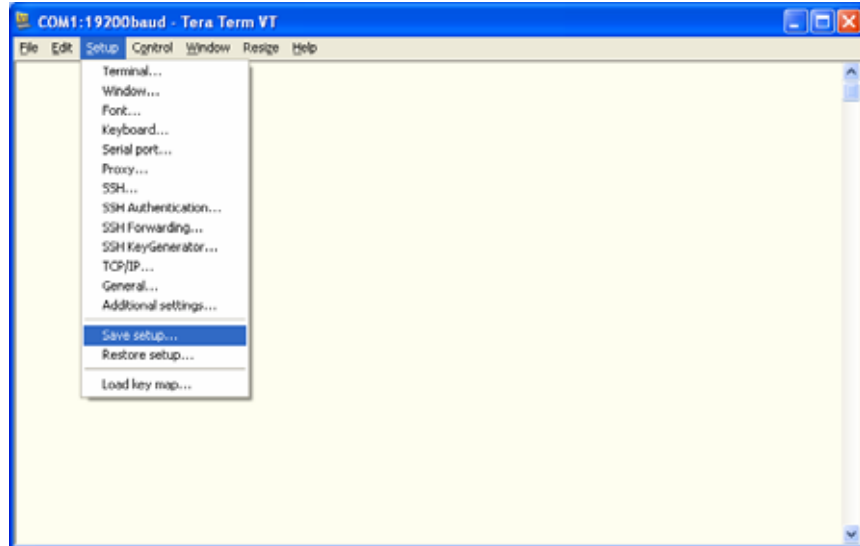 COM1:19200baud - Tera Term VT
File Edit Setup Control Window Resize Help
Terminal...
Window...
Font...
Keyboard...
Serial port...
Proxy...
SSH...
SSH Authentication...
SSH Forwarding...
SSH KeyGenerator...
TCP/IP...
General...
Additional settings...
Save setup...
Restore setup...
Load key map...